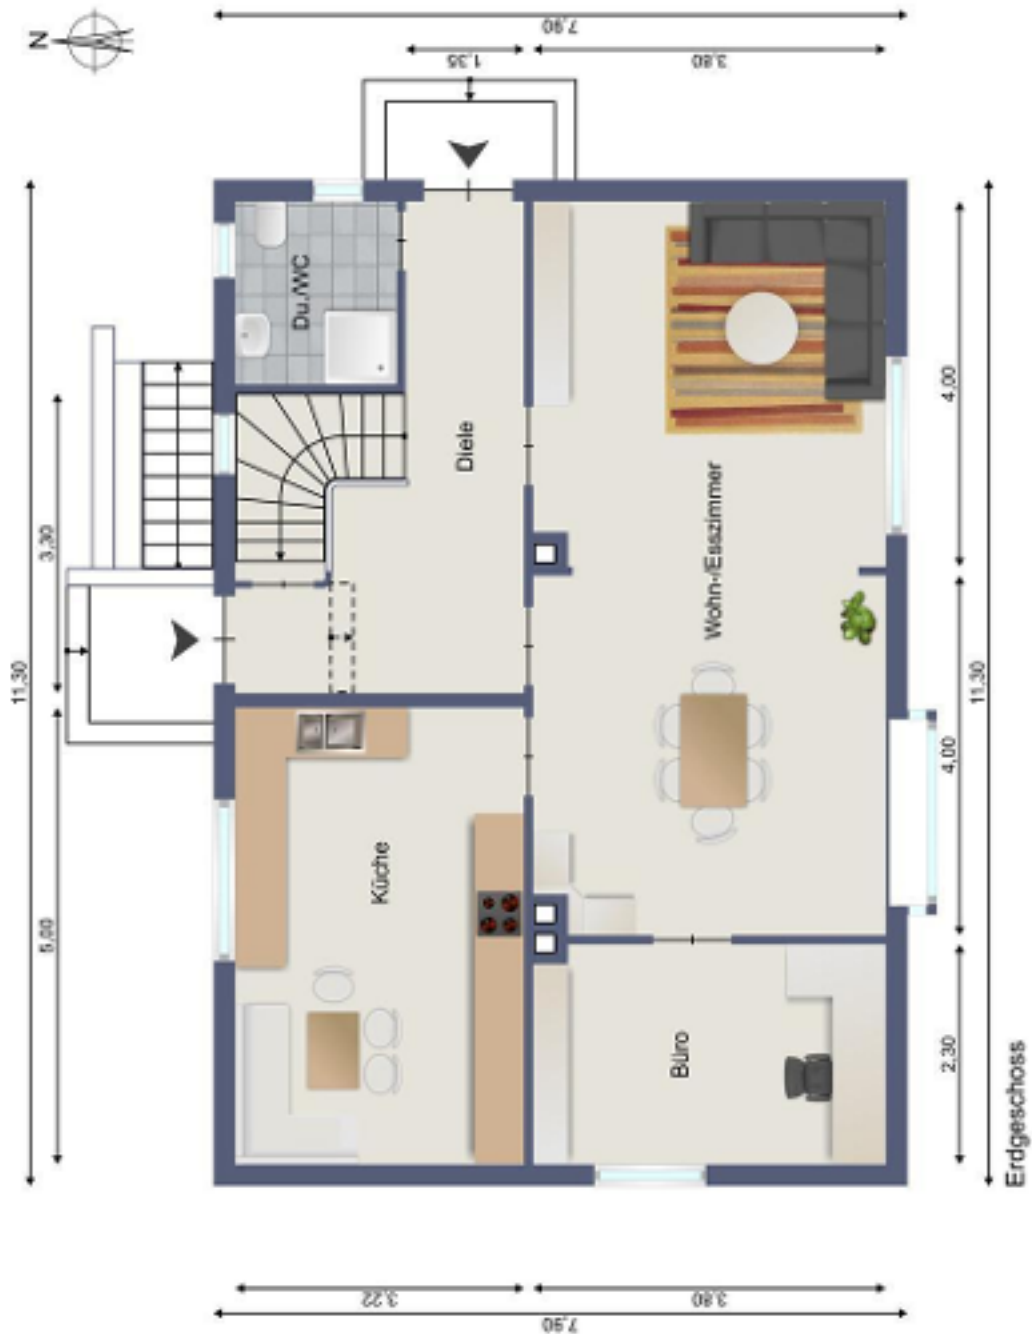 N
7,90
1,35
3,80
Du./WC
Diele
Wohn-/Esszimmer
Küche
Büro
11,30
3,30
5,00
4,00
11,30
4,00
2,30
3,22
3,80
7,90
Erdgeschoss